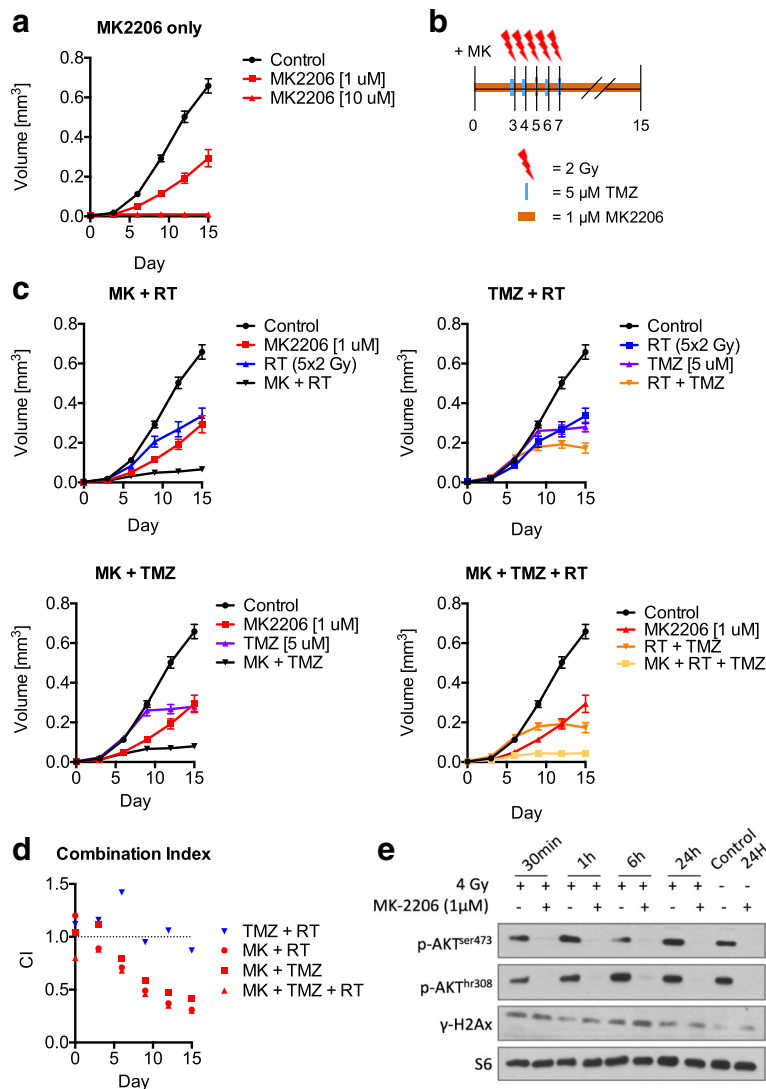 a
MK2206 only
Volume [mm³]
0.8
0.6
0.4
0.2
0.0
0 5 10 15
Day
Control
MK2206 [1 uM]
MK2206 [10 uM]
b
+ MK
0 3 4 5 6 7 15
= 2 Gy
= 5 µM TMZ
= 1 µM MK2206
c
MK + RT
Volume [mm³]
0.8
0.6
0.4
0.2
0.0
0 5 10 15
Day
Control
MK2206 [1 uM]
RT (5x2 Gy)
MK + RT
TMZ + RT
Volume [mm³]
0.8
0.6
0.4
0.2
0.0
0 5 10 15
Day
Control
RT (5x2 Gy)
TMZ [5 uM]
RT + TMZ
MK + TMZ
Volume [mm³]
0.8
0.6
0.4
0.2
0.0
0 5 10 15
Day
Control
MK2206 [1 uM]
TMZ [5 uM]
MK + TMZ
MK + TMZ + RT
Volume [mm³]
0.8
0.6
0.4
0.2
0.0
0 5 10 15
Day
Control
MK2206 [1 uM]
RT + TMZ
MK + RT + TMZ
d
Combination Index
CI
1.5
1.0
0.5
0.0
0 5 10 15
Day
TMZ + RT
MK + RT
MK + TMZ
MK + TMZ + RT
e
30min 1h 6h 24h Control 24H
4 Gy + + + + + + + + - -
MK-2206 (1µM) - + - + - + - + - +
p-AKTser473
p-AKThr308
γ-H2Ax
S6